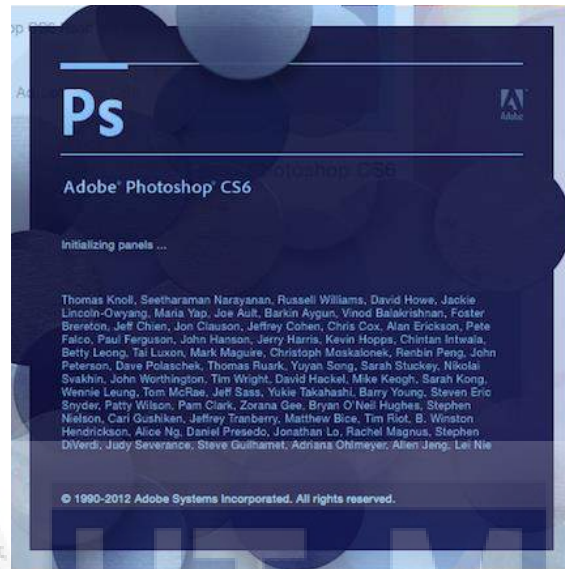 Ps
Adobe
Adobe® Photoshop® CS6
Photoshop CS6
Initializing panels ...
Thomas Knoll, Seetharaman Narayanan, Russell Williams, David Howe, Jackie
Lincoln-Owyang, Maria Yap, Joe Ault, Barkin Aygun, Vinod Balakrishnan, Foster
Brereton, Jeff Chien, Jon Clauson, Jeffrey Cohen, Chris Cox, Alan Erickson, Pete
Falco, Paul Ferguson, John Hanson, Jerry Harris, Kevin Hopps, Chintan Intwala,
Betty Leong, Tai Luxon, Mark Maguire, Christoph Moskalonek, Renbin Peng, John
Peterson, Dave Polaschek, Thomas Ruark, Yuyan Song, Sarah Stuckey, Nikolai
Svakhin, John Worthington, Tim Wright, David Hackel, Mike Keogh, Sarah Kong,
Wennie Leung, Tom McRae, Jeff Sass, Yukie Takahashi, Barry Young, Steven Eric
Snyder, Patty Wilson, Pam Clark, Zorana Gee, Bryan O'Neil Hughes, Stephen
Nielson, Cari Gushiken, Jeffrey Tranberry, Matthew Bice, Tim Riot, B. Winston
Hendrickson, Alice Ng, Daniel Presedo, Jonathan Lo, Rachel Magnus, Stephen
DiVerdi, Judy Severance, Steve Guilhamet, Adriana Ohlmeyer, Allen Jeng, Lei Nie
© 1990-2012 Adobe Systems Incorporated. All rights reserved.